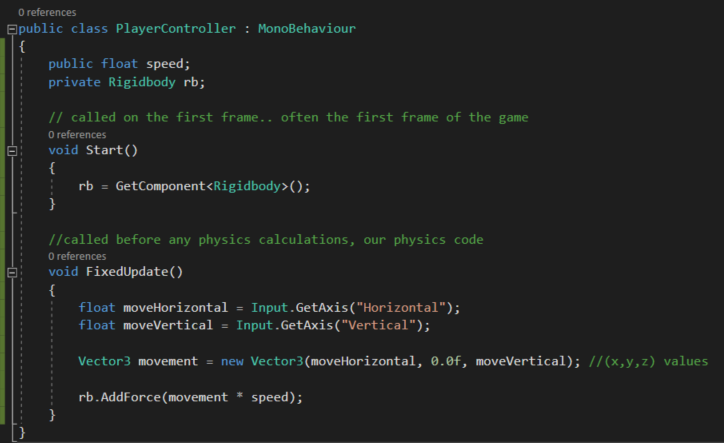 0 references
public class PlayerController : MonoBehaviour
{
    public float speed;
    private Rigidbody rb;

    // called on the first frame.. often the first frame of the game
    0 references
    void Start()
    {
        rb = GetComponent<Rigidbody>();
    }

    //called before any physics calculations, our physics code
    0 references
    void FixedUpdate()
    {
        float moveHorizontal = Input.GetAxis("Horizontal");
        float moveVertical = Input.GetAxis("Vertical");

        Vector3 movement = new Vector3(moveHorizontal, 0.0f, moveVertical); //(x,y,z) values

        rb.AddForce(movement * speed);
    }
}